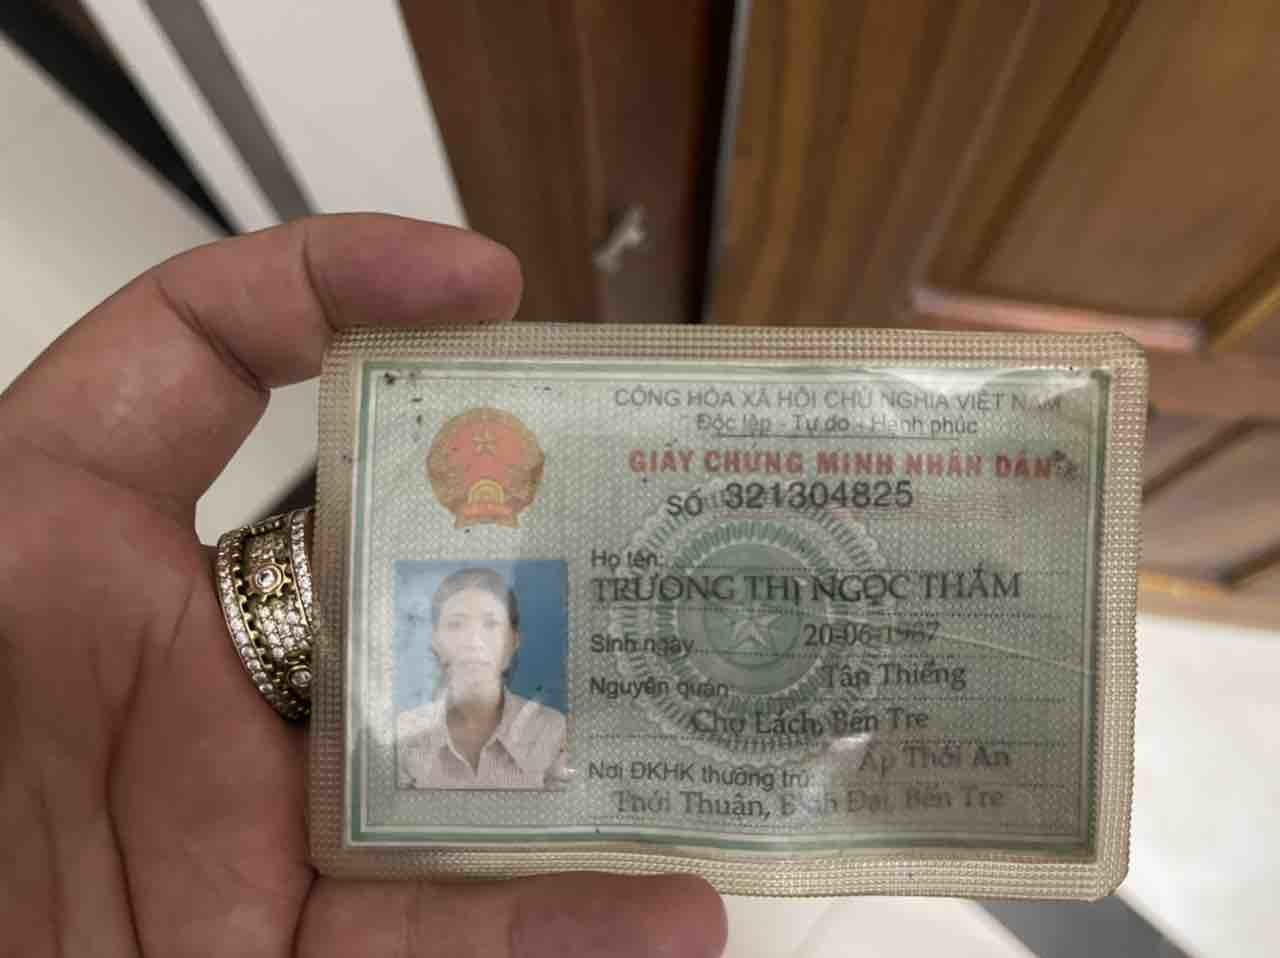 CỘNG HÒA XÃ HỘI CHỦ NGHĨA VIỆT NAM
Độc lập - Tự do - Hạnh phúc
GIẤY CHỨNG MINH NHÂN DÂN
SỐ 321304825
Họ tên:
TRƯƠNG THỊ NGỌC THẮM
Sinh ngày 20-06-1987
Nguyên quán: Tân Thiềng
Chợ Lách, Bến Tre
Nơi ĐKHK thường trú: Ấp Thới An
Thới Thuận, Bình Đại, Bến Tre